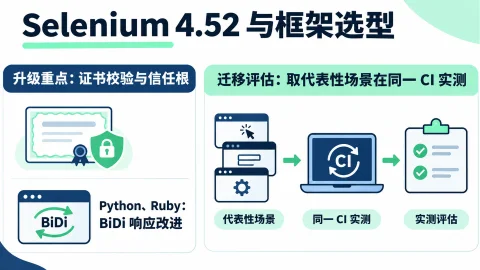 Selenium 4.52 与框架选型
升级重点：证书校验与信任根
BiDi
Python、Ruby：
BiDi 响应改进
迁移评估：取代表性场景在同一 CI 实测
CI
代表性场景
同一 CI 实测
实测评估